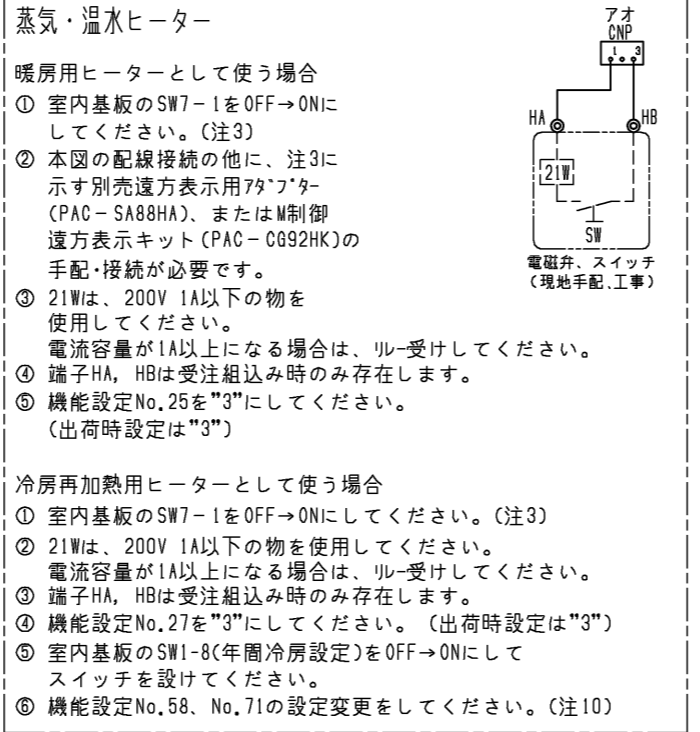 蒸気・温水ヒーター
アオ
CNP
1 3
HA
HB
21W
SW
電磁弁、スイッチ
(現地手配、工事)
暖房用ヒーターとして使う場合
① 室内基板のSW7-1をOFF→ONに
してください。(注3)
② 本図の配線接続の他に、注3に
示す別売遠方表示用ｱﾀﾞﾌﾟﾀｰ
(PAC-SA88HA)、またはM制御
遠方表示キット(PAC-CG92HK)の
手配・接続が必要です。
③ 21Wは、200V 1A以下の物を
使用してください。
電流容量が1A以上になる場合は、ﾘﾚｰ受けしてください。
④ 端子HA, HBは受注組込み時のみ存在します。
⑤ 機能設定No.25を"3"にしてください。
(出荷時設定は"3")
冷房再加熱用ヒーターとして使う場合
① 室内基板のSW7-1をOFF→ONにしてください。(注3)
② 21Wは、200V 1A以下の物を使用してください。
電流容量が1A以上になる場合は、ﾘﾚｰ受けしてください。
③ 端子HA, HBは受注組込み時のみ存在します。
④ 機能設定No.27を"3"にしてください。(出荷時設定は"3")
⑤ 室内基板のSW1-8(年間冷房設定)をOFF→ONにして
スイッチを設けてください。
⑥ 機能設定No.58、No.71の設定変更をしてください。(注10)